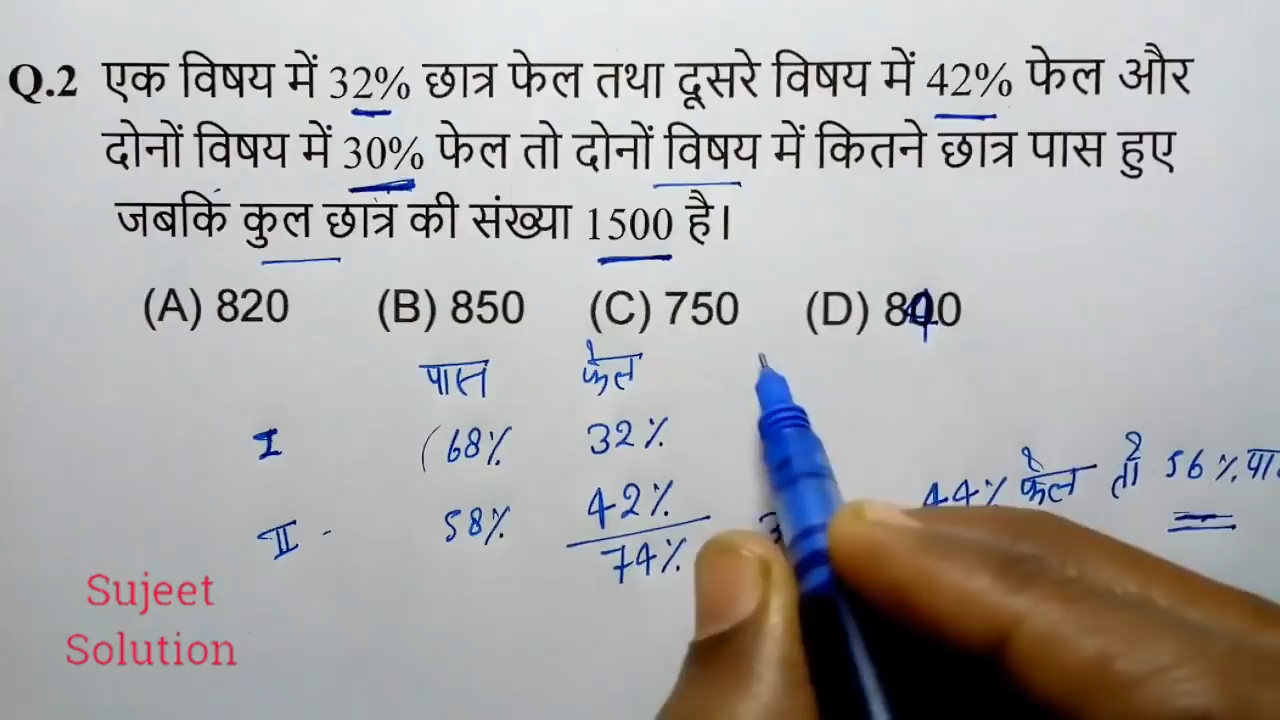 Q.2 एक विषय में 32% छात्र फेल तथा दूसरे विषय में 42% फेल और
दोनों विषय में 30% फेल तो दोनों विषय में कितने छात्र पास हुए
जबकि कुल छात्र की संख्या 1500 है।
(A) 820 (B) 850 (C) 750 (D) 840
पास फेल
I (68% 32%
II - 58% 42%
74%
44% फेल तो 56%
Sujeet
Solution